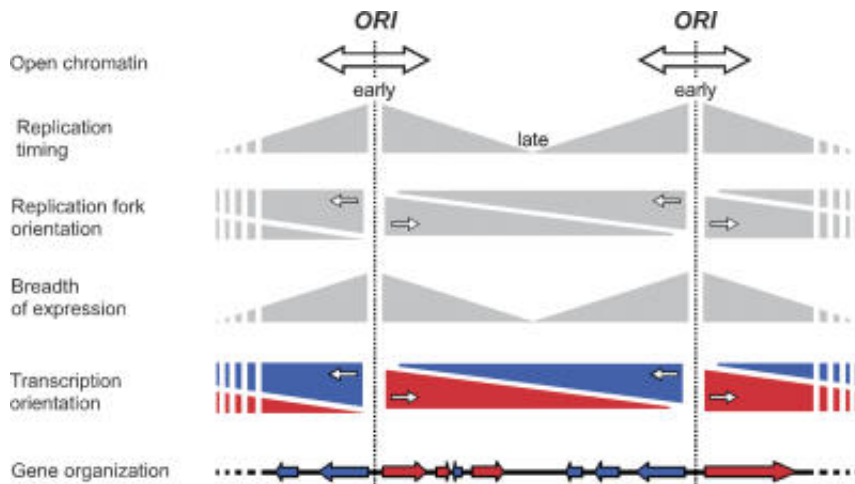 ORI ORI
Open chromatin
early early
Replication
timing
late
Replication fork
orientation
Breadth
of expression
Transcription
orientation
Gene organization